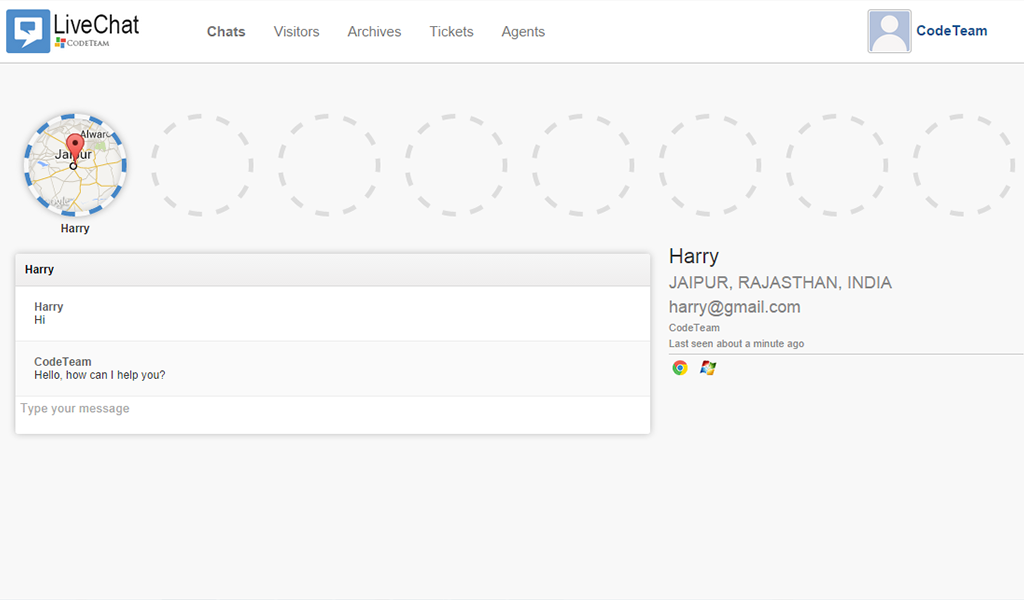 LiveChat
CODETEAM
Chats Visitors Archives Tickets Agents
CodeTeam
Alwar
Jaipur
Harry
Harry
Harry
Hi
CodeTeam
Hello, how can I help you?
Type your message
Harry
JAIPUR, RAJASTHAN, INDIA
harry@gmail.com
CodeTeam
Last seen about a minute ago